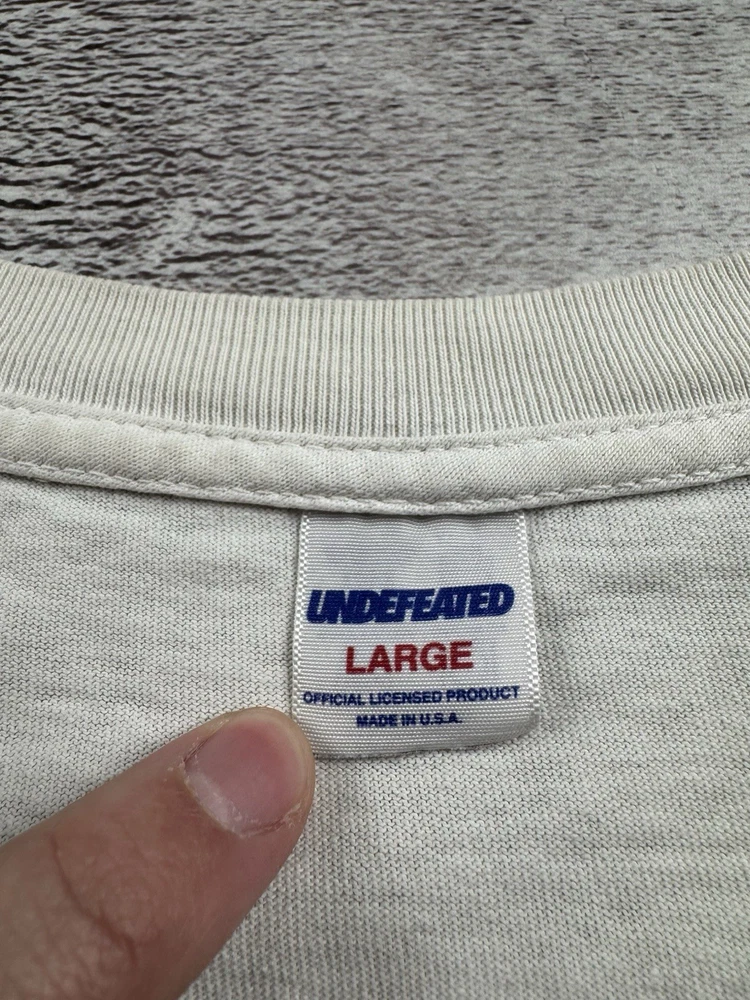 UNDEFEATED
LARGE
OFFICIAL LICENSED PRODUCT
MADE IN U.S.A.